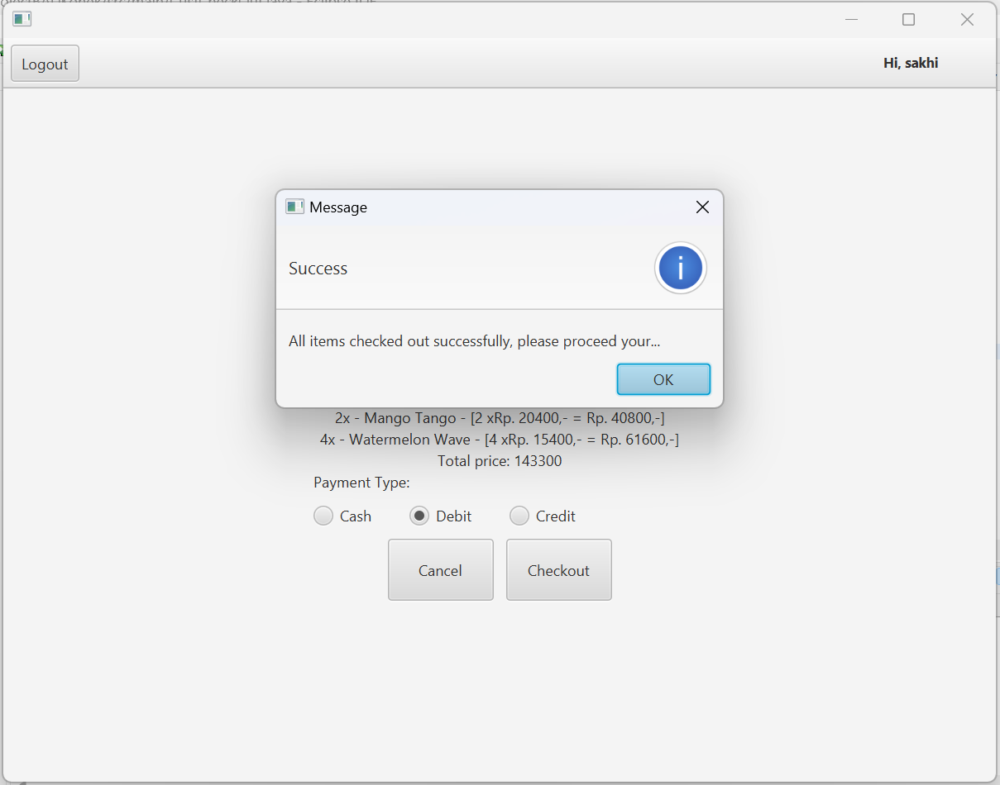 Logout
Hi, sakhi
Message
Success
All items checked out successfully, please proceed your...
OK
2x - Mango Tango - [2 xRp. 20400,- = Rp. 40800,-]
4x - Watermelon Wave - [4 xRp. 15400,- = Rp. 61600,-]
Total price: 143300
Payment Type:
Cash Debit Credit
Cancel Checkout